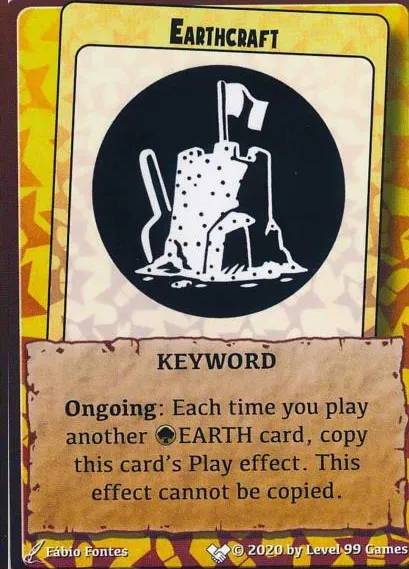 EARTHCRAFT
KEYWORD
Ongoing: Each time you play
another EARTH card, copy
this card's Play effect. This
effect cannot be copied.
Fábio Fontes
© 2020 by Level 99 Games